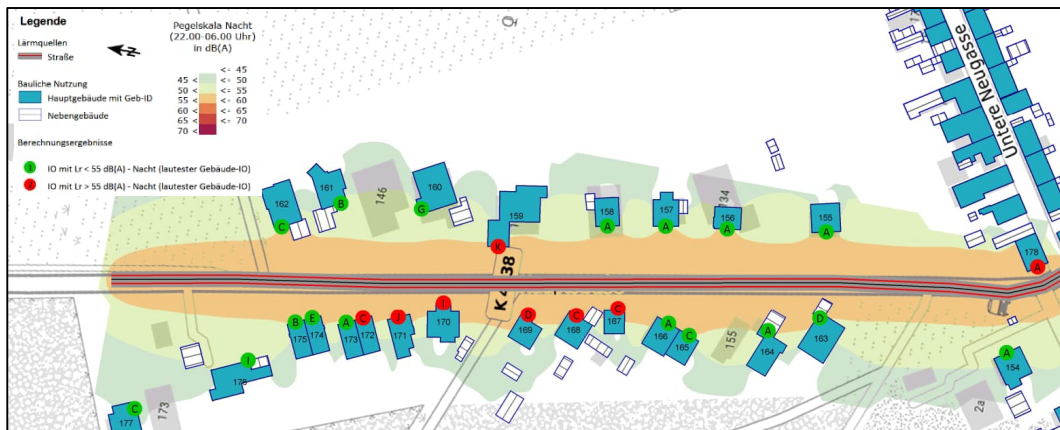 Legende
Lärmquellen
Straße
N
Bauliche Nutzung
Hauptgebäude mit Geb-ID
Nebengebäude
Berechnungsergebnisse
IO mit Lr < 55 dB(A) - Nacht (lautester Gebäude-IO)
IO mit Lr > 55 dB(A) - Nacht (lautester Gebäude-IO)
Pegelskala Nacht
(22.00-06.00 Uhr)
in dB(A)
<= 45
45 < <= 50
50 < <= 55
55 < <= 60
60 < <= 65
65 < <= 70
70 <
Untere Neugasse
162 C
161 B
146
160 G
159 K
158 A
157 A
134
156 A
155 A
178 A
K 38
B E A C J I D C C A C A D A
175 174 173 172 171 170 169 168 167 166 165 155 164 163 154
176 I
177 C
173
2a